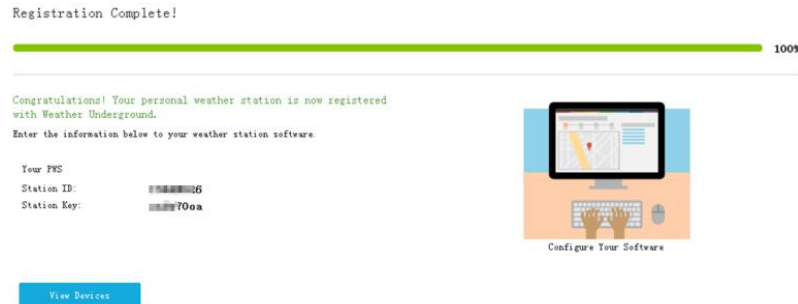 Registration Complete!
100%
Congratulations! Your personal weather station is now registered
with Weather Underground.
Enter the information below to your weather station software.
Your PWS
Station ID:
Station Key:
Configure Your Software
View Devices